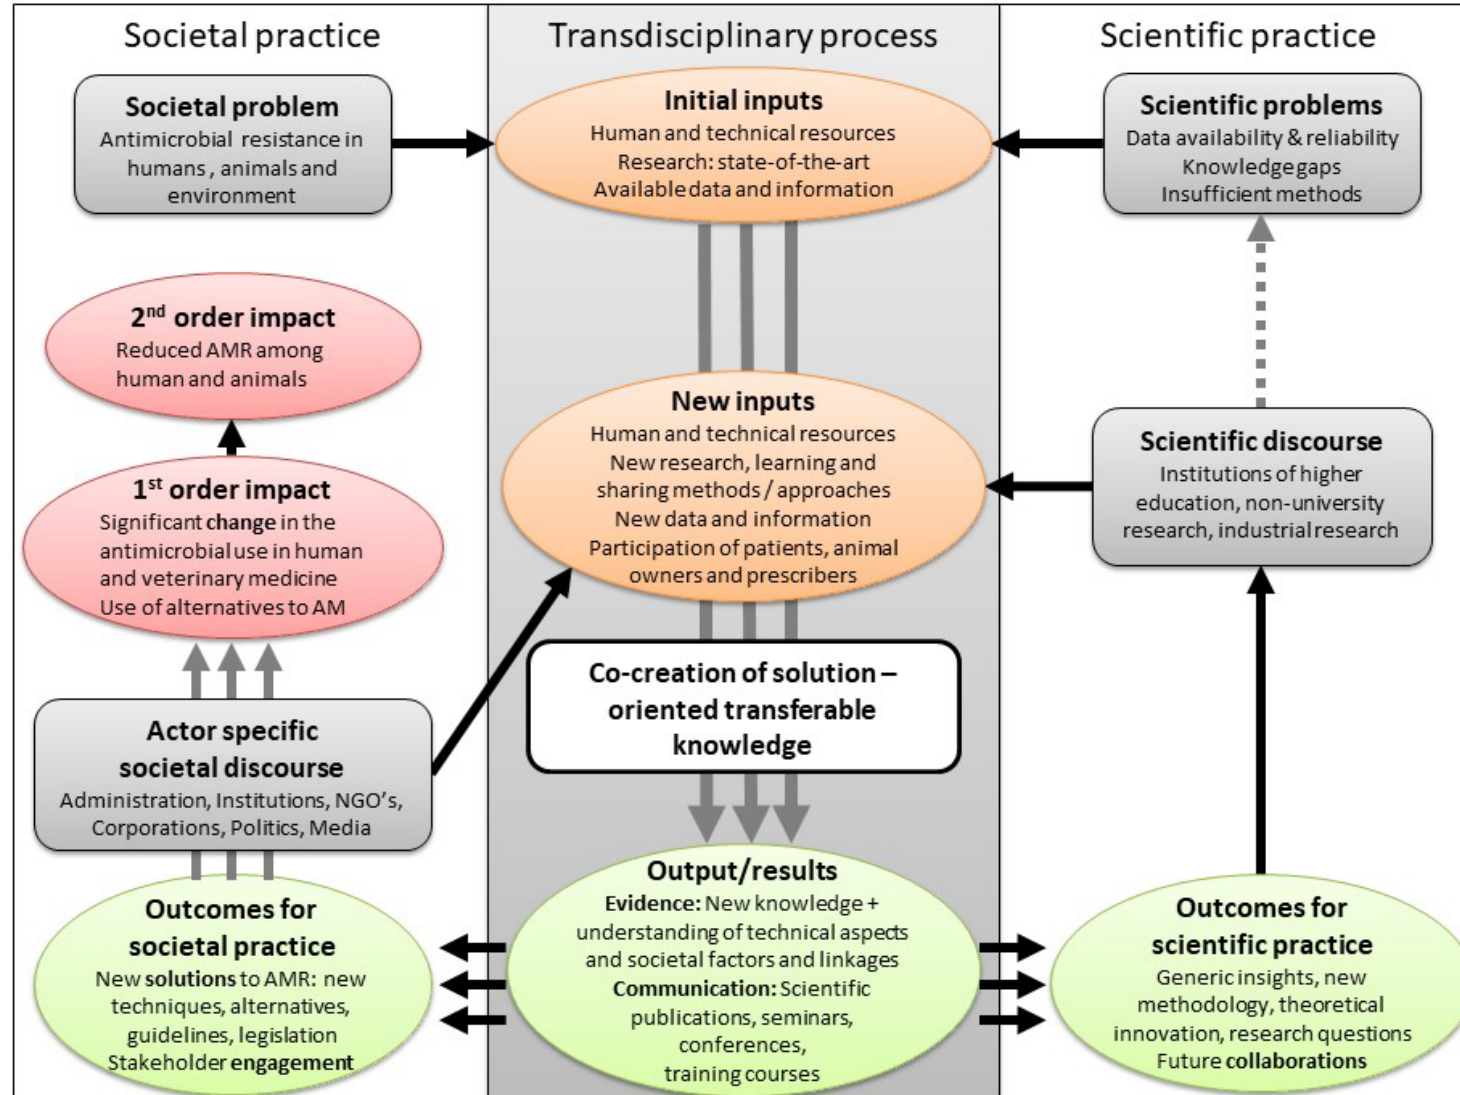 Societal practice
Societal problem
Antimicrobial resistance in
humans, animals and
environment
2nd order impact
Reduced AMR among
human and animals
1st order impact
Significant change in the
antimicrobial use in human
and veterinary medicine
Use of alternatives to AM
Actor specific
societal discourse
Administration, Institutions, NGO's,
Corporations, Politics, Media
Outcomes for
societal practice
New solutions to AMR: new
techniques, alternatives,
guidelines, legislation
Stakeholder engagement
Transdisciplinary process
Initial inputs
Human and technical resources
Research: state-of-the-art
Available data and information
New inputs
Human and technical resources
New research, learning and
sharing methods / approaches
New data and information
Participation of patients, animal
owners and prescribers
Co-creation of solution –
oriented transferable
knowledge
Output/results
Evidence: New knowledge +
understanding of technical aspects
and societal factors and linkages
Communication: Scientific
publications, seminars,
conferences,
training courses
Scientific practice
Scientific problems
Data availability & reliability
Knowledge gaps
Insufficient methods
Scientific discourse
Institutions of higher
education, non-university
research, industrial research
Outcomes for
scientific practice
Generic insights, new
methodology, theoretical
innovation, research questions
Future collaborations